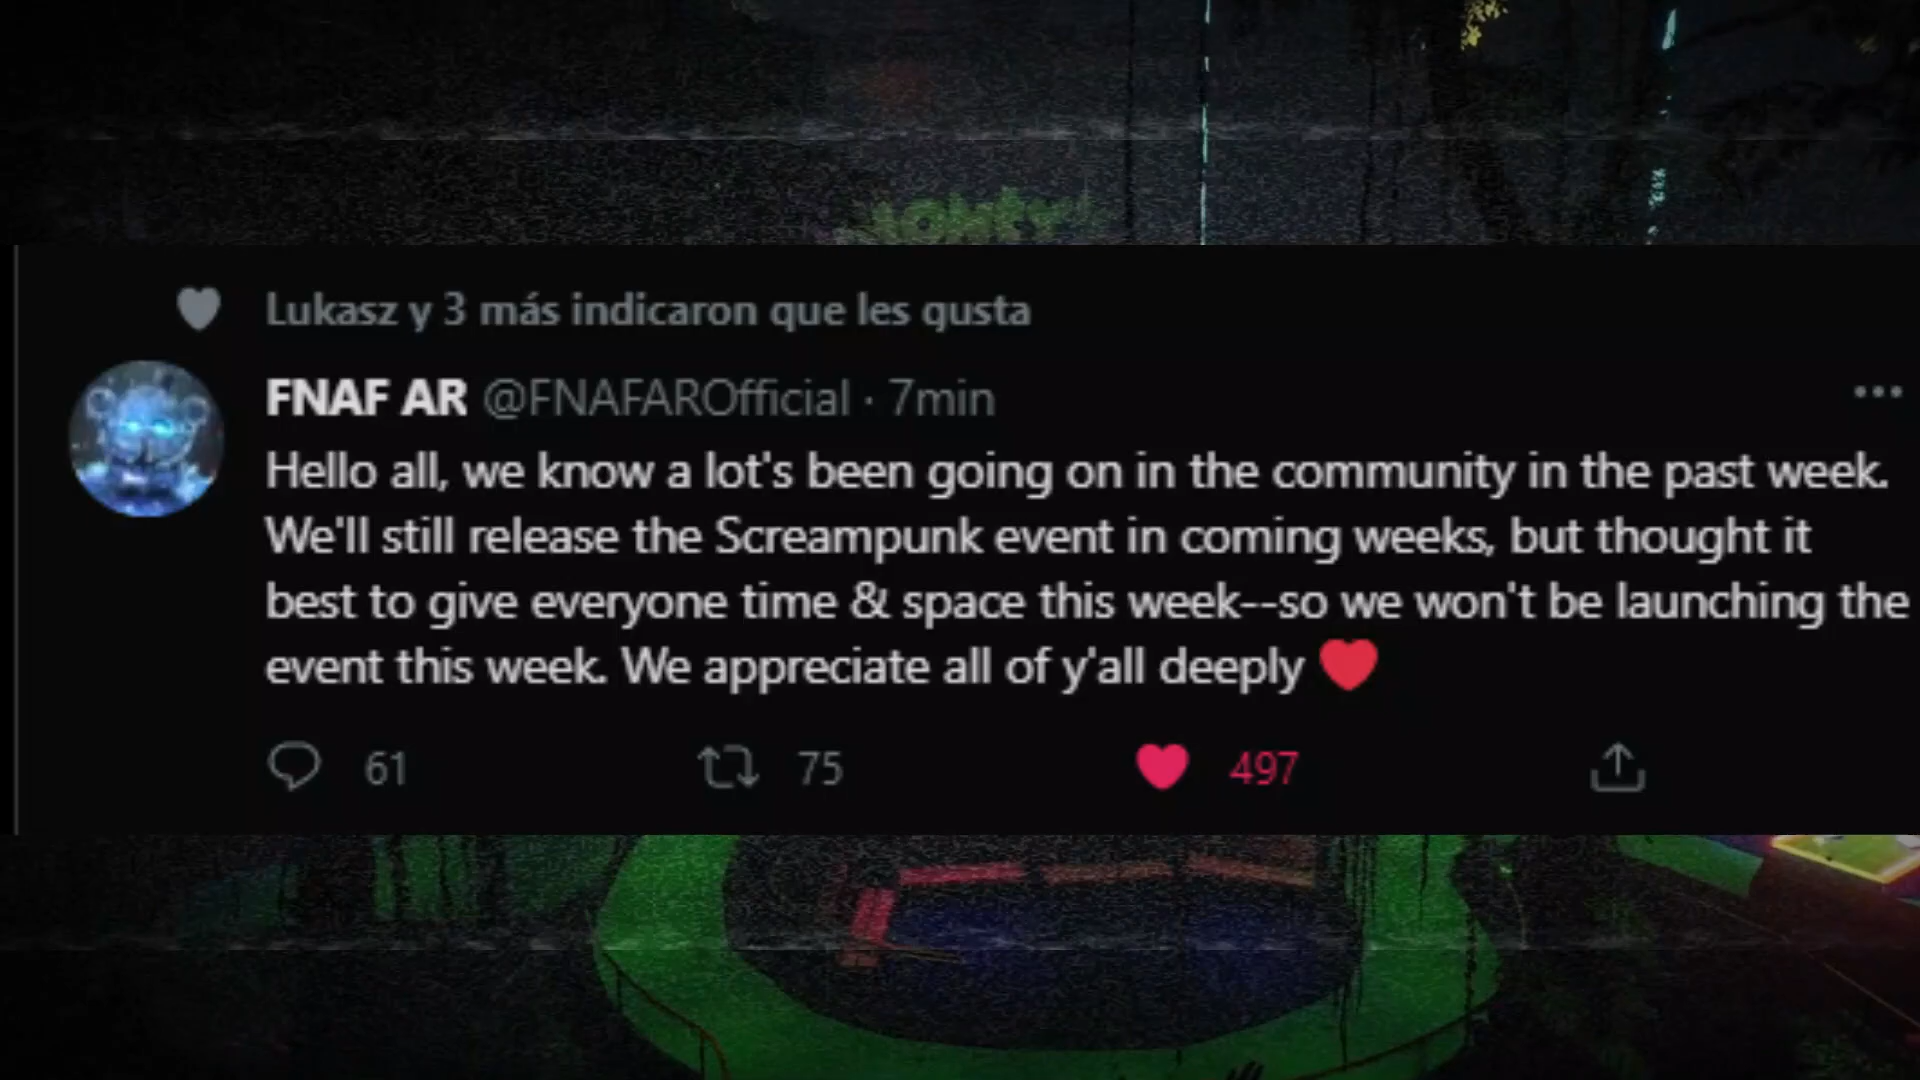 Lukasz y 3 más indicaron que les gusta
FNAF AR @FNAFAROfficial · 7min
Hello all, we know a lot's been going on in the community in the past week.
We'll still release the Screampunk event in coming weeks, but thought it
best to give everyone time & space this week--so we won't be launching the
event this week. We appreciate all of y'all deeply ❤️
61 75 497